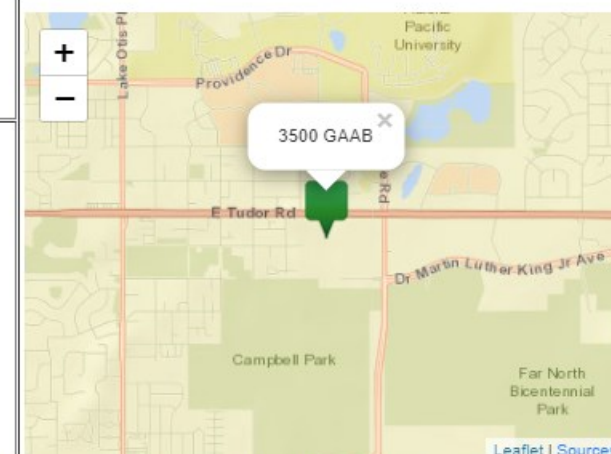 Pacific
University
+
−
Lake Otis P
Providence Dr
3500 GAAB
×
e Rd
E Tudor Rd
Dr Martin Luther King Jr Ave
Campbell Park
Far North
Bicentennial
Park
Leaflet | Source